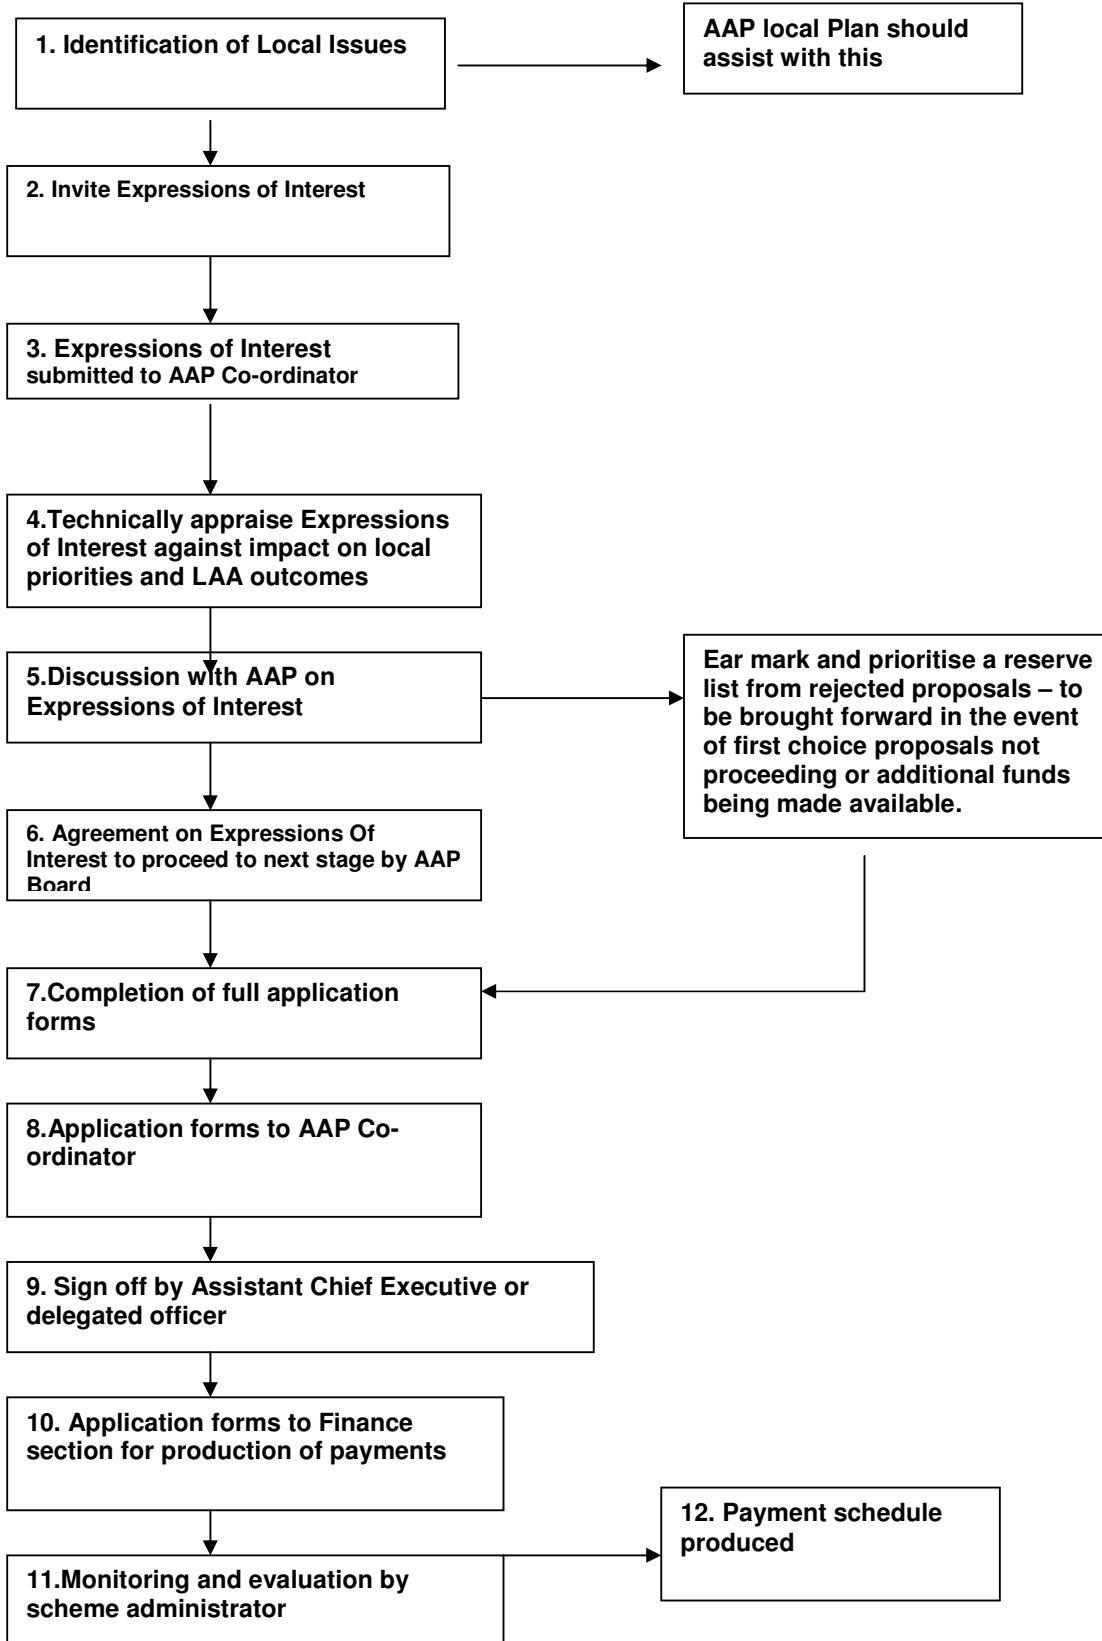 1. Identification of Local Issues
AAP local Plan should
assist with this
2. Invite Expressions of Interest
3. Expressions of Interest
submitted to AAP Co-ordinator
4.Technically appraise Expressions
of Interest against impact on local
priorities and LAA outcomes
5.Discussion with AAP on
Expressions of Interest
Ear mark and prioritise a reserve
list from rejected proposals – to
be brought forward in the event
of first choice proposals not
proceeding or additional funds
being made available.
6. Agreement on Expressions Of
Interest to proceed to next stage by AAP
Board
7.Completion of full application
forms
8.Application forms to AAP Co-
ordinator
9. Sign off by Assistant Chief Executive or
delegated officer
10. Application forms to Finance
section for production of payments
12. Payment schedule
produced
11.Monitoring and evaluation by
scheme administrator